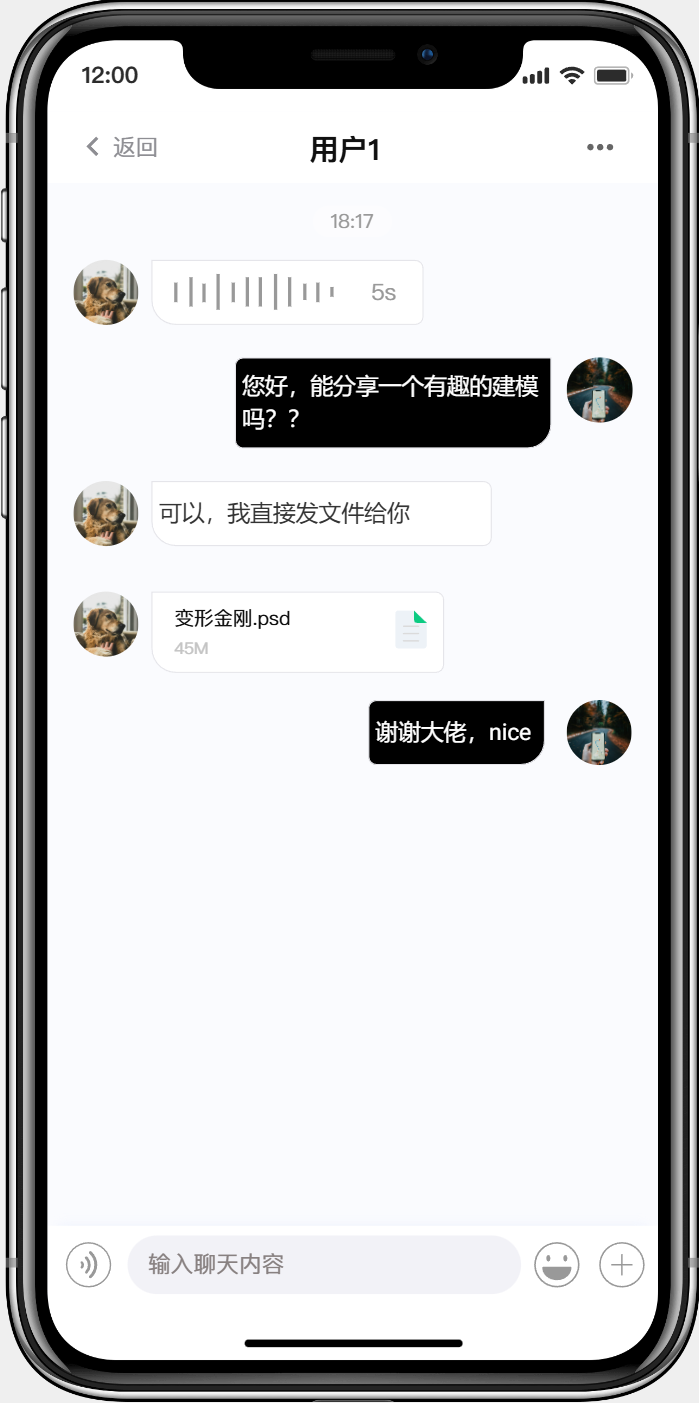 12:00
返回
用户1
18:17
5s
您好，能分享一个有趣的建模
吗？？
可以，我直接发文件给你
变形金刚.psd
45M
谢谢大佬，nice
输入聊天内容